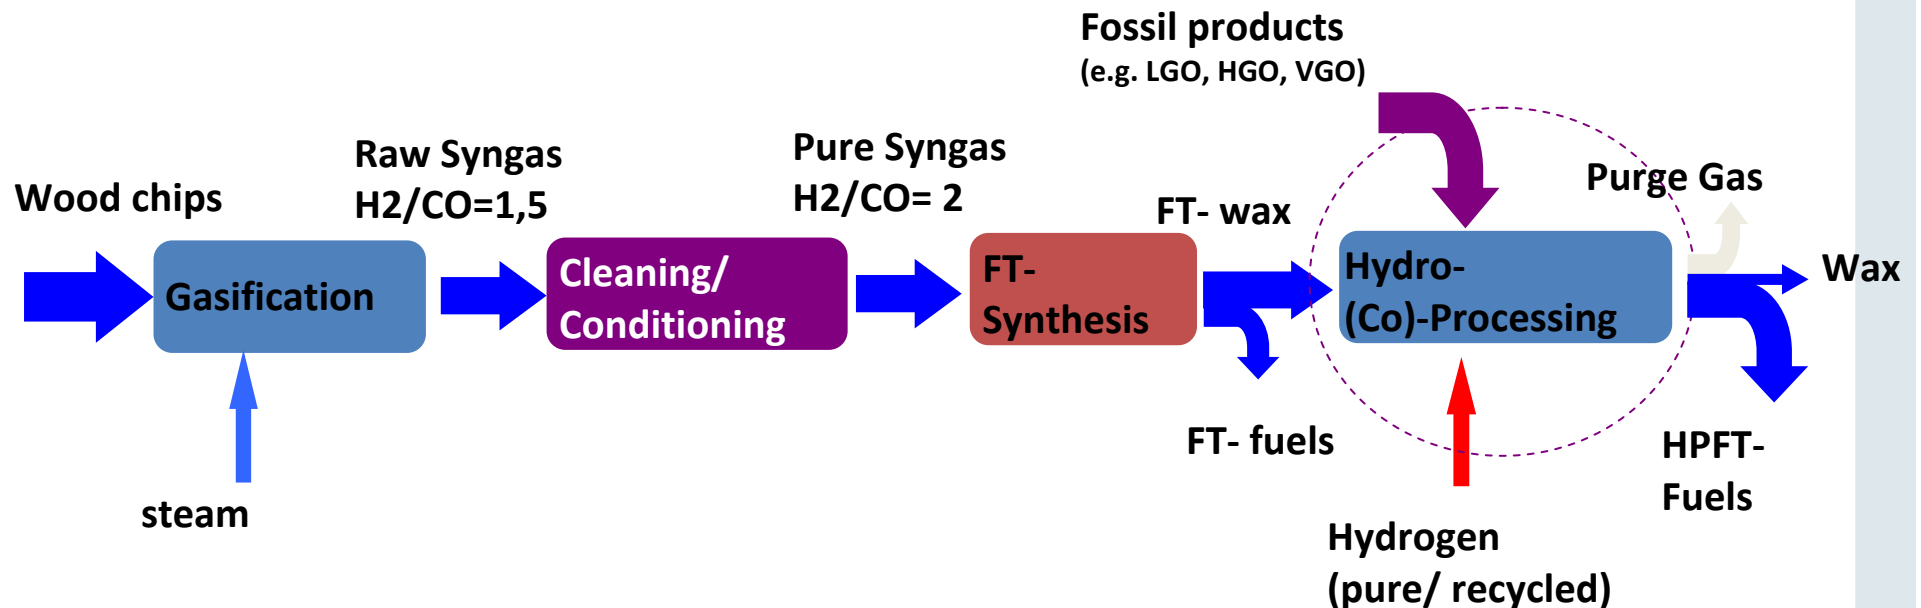 Fossil products
(e.g. LGO, HGO, VGO)
Raw Syngas
H2/CO=1,5
Pure Syngas
H2/CO= 2
Wood chips
FT- wax
Purge Gas
Gasification
Cleaning/
Conditioning
FT-
Synthesis
Hydro-
(Co)-Processing
Wax
steam
FT- fuels
HPFT-
Fuels
Hydrogen
(pure/ recycled)